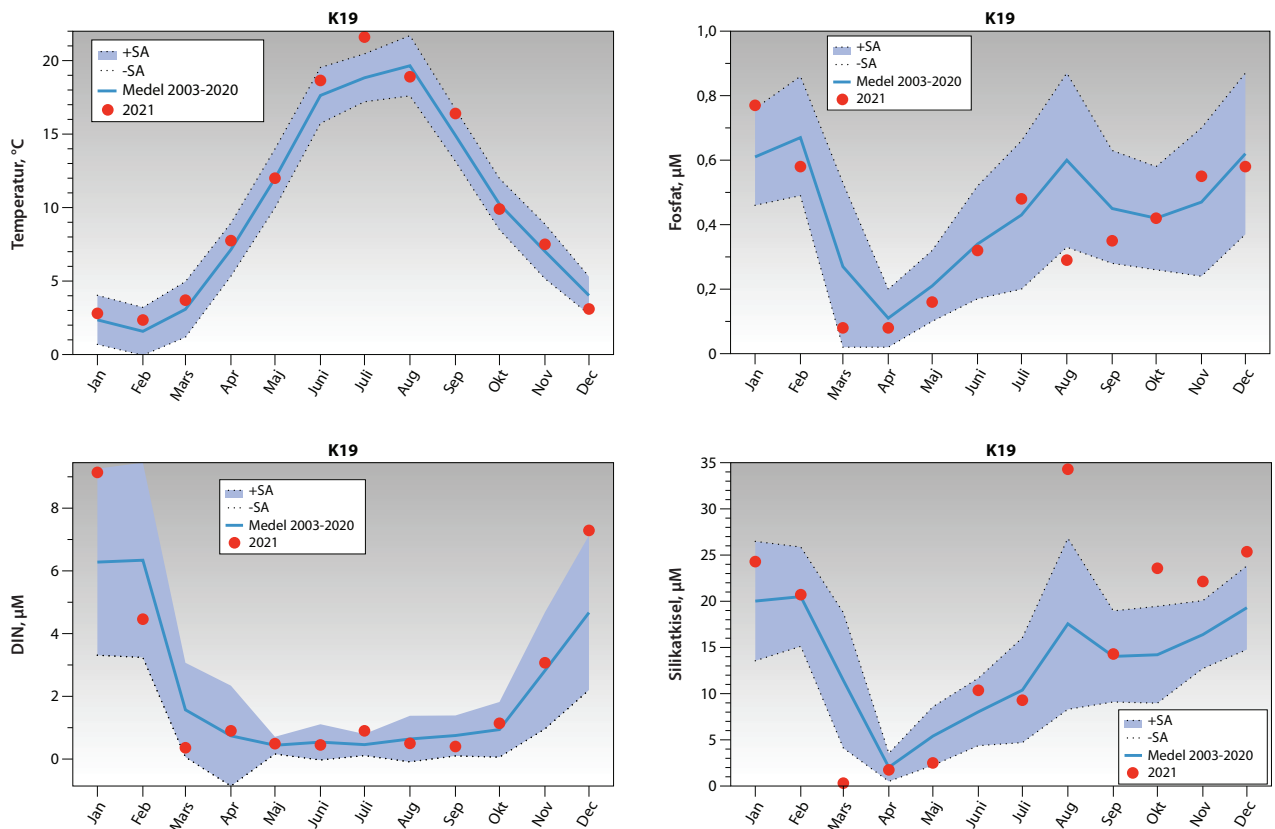 K19
Temperatur, °C
20
15
10
5
0
+SA
-SA
Medel 2003-2020
2021
Jan
Feb
Mars
Apr
Maj
Juni
Juli
Aug
Sep
Okt
Nov
Dec
K19
Fosfat, µM
1,0
0,8
0,6
0,4
0,2
0
+SA
-SA
Medel 2003-2020
2021
Jan
Feb
Mars
Apr
Maj
Juni
Juli
Aug
Sep
Okt
Nov
Dec
K19
DIN, µM
8
6
4
2
0
+SA
-SA
Medel 2003-2020
2021
Jan
Feb
Mars
Apr
Maj
Juni
Juli
Aug
Sep
Okt
Nov
Dec
K19
Silikatkisel, µM
35
30
25
20
15
10
5
0
+SA
-SA
Medel 2003-2020
2021
Jan
Feb
Mars
Apr
Maj
Juni
Juli
Aug
Sep
Okt
Nov
Dec